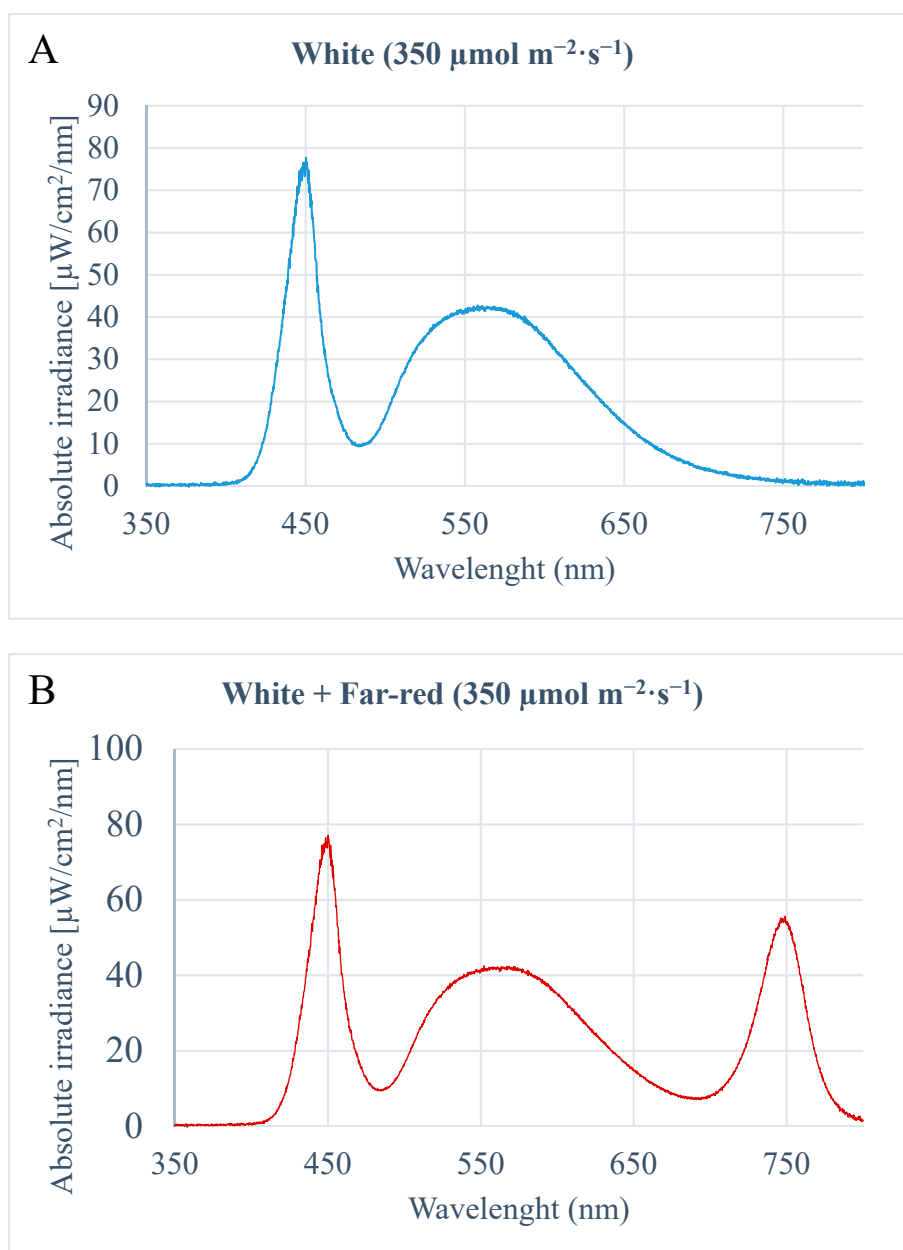 A
White (350 µmol m⁻²·s⁻¹)
Absolute irradiance [µW/cm²/nm]
90
80
70
60
50
40
30
20
10
0
350 450 550 650 750
Wavelenght (nm)
B
White + Far-red (350 µmol m⁻²·s⁻¹)
Absolute irradiance [µW/cm²/nm]
100
80
60
40
20
0
350 450 550 650 750
Wavelenght (nm)